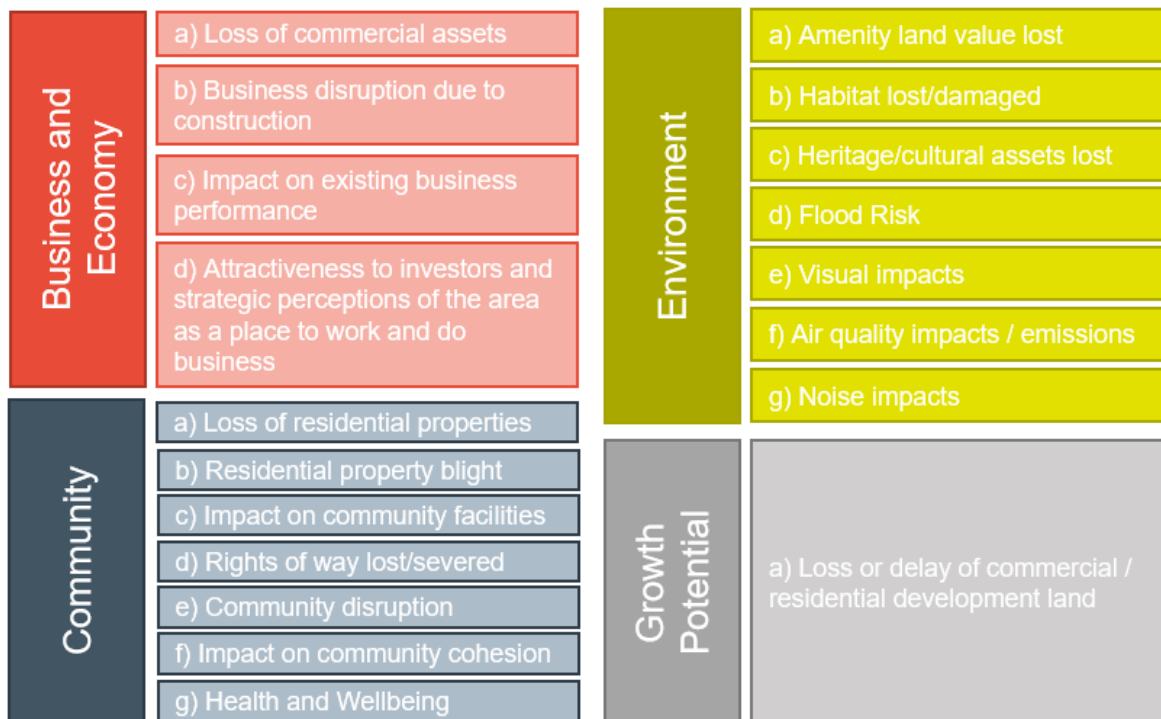 Business and
Economy
a) Loss of commercial assets
b) Business disruption due to
construction
c) Impact on existing business
performance
d) Attractiveness to investors and
strategic perceptions of the area
as a place to work and do
business
Community
a) Loss of residential properties
b) Residential property blight
c) Impact on community facilities
d) Rights of way lost/severed
e) Community disruption
f) Impact on community cohesion
g) Health and Wellbeing
Environment
a) Amenity land value lost
b) Habitat lost/damaged
c) Heritage/cultural assets lost
d) Flood Risk
e) Visual impacts
f) Air quality impacts / emissions
g) Noise impacts
Growth
Potential
a) Loss or delay of commercial /
residential development land